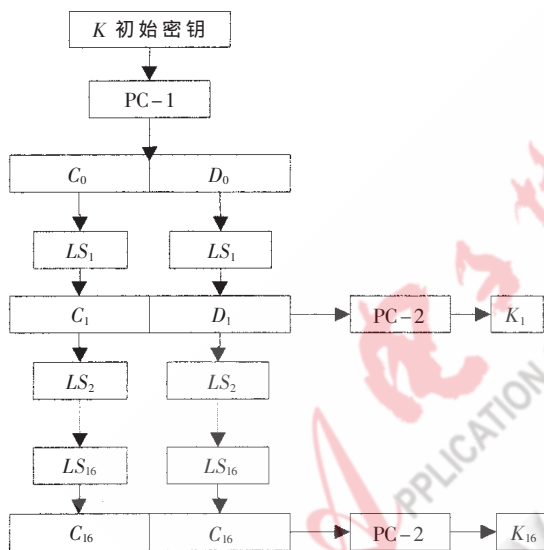 K 初始密钥
PC-1
C₀ D₀
LS₁ LS₁
C₁ D₁ PC-2 K₁
LS₂ LS₂
LS₁₆ LS₁₆
C₁₆ C₁₆ PC-2 K₁₆
APPLICATION